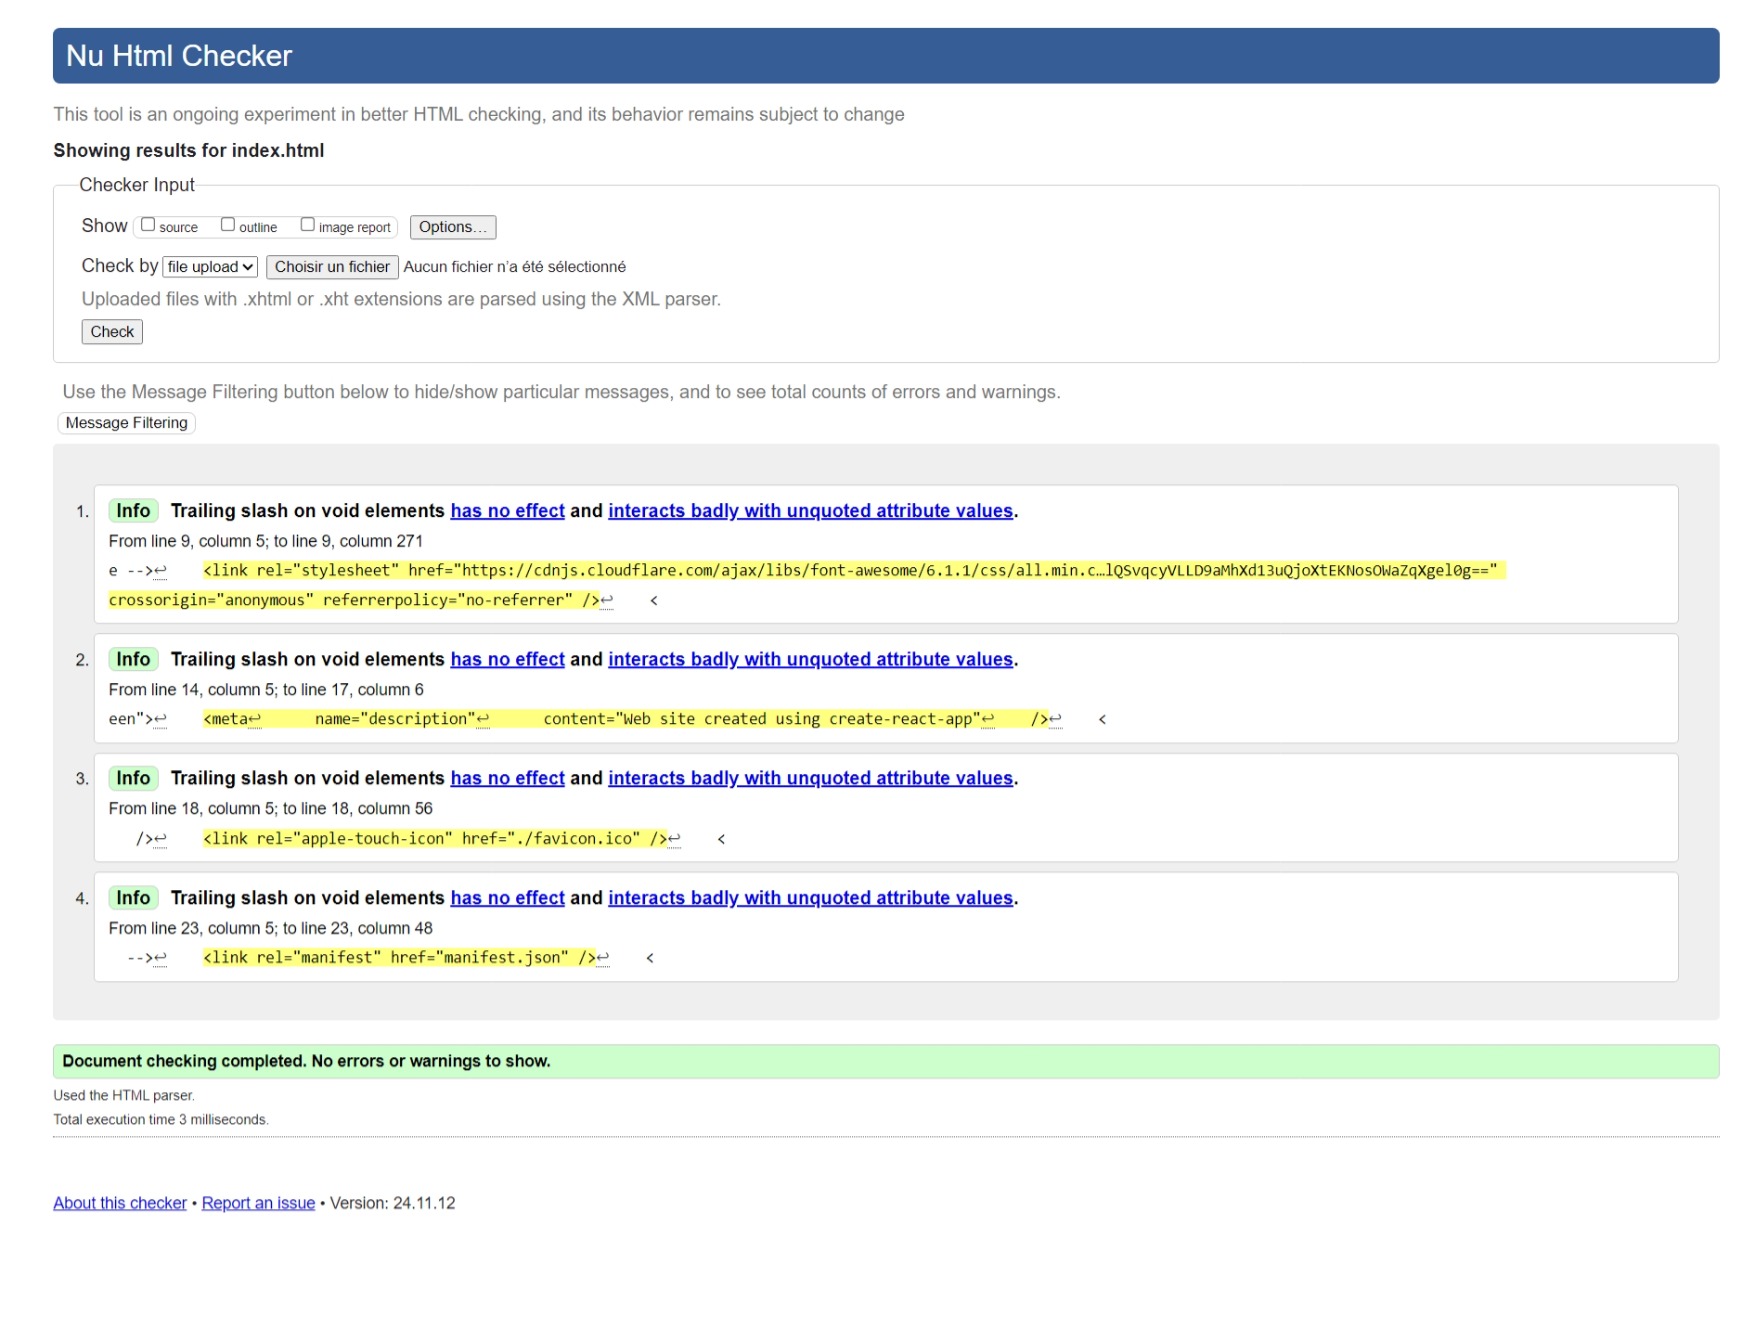 Nu Html Checker
This tool is an ongoing experiment in better HTML checking, and its behavior remains subject to change
Showing results for index.html
Checker Input
Show source outline image report Options...
Check by file upload Choisir un fichier Aucun fichier n'a été sélectionné
Uploaded files with .xhtml or .xht extensions are parsed using the XML parser.
Check
Use the Message Filtering button below to hide/show particular messages, and to see total counts of errors and warnings.
Message Filtering
1. Info Trailing slash on void elements has no effect and interacts badly with unquoted attribute values.
From line 9, column 5; to line 9, column 271
e -->↩ <link rel="stylesheet" href="https://cdnjs.cloudflare.com/ajax/libs/font-awesome/6.1.1/css/all.min.c…lQSvqcyVLLD9aMhXd13uQjoXtEKNosOWaZqXgel0g=="
crossorigin="anonymous" referrerpolicy="no-referrer" />↩ <
2. Info Trailing slash on void elements has no effect and interacts badly with unquoted attribute values.
From line 14, column 5; to line 17, column 6
een">↩ <meta↩ name="description"↩ content="Web site created using create-react-app"↩ />↩ <
3. Info Trailing slash on void elements has no effect and interacts badly with unquoted attribute values.
From line 18, column 5; to line 18, column 56
/>↩ <link rel="apple-touch-icon" href="./favicon.ico" />↩ <
4. Info Trailing slash on void elements has no effect and interacts badly with unquoted attribute values.
From line 23, column 5; to line 23, column 48
-->↩ <link rel="manifest" href="manifest.json" />↩ <
Document checking completed. No errors or warnings to show.
Used the HTML parser.
Total execution time 3 milliseconds.
About this checker • Report an issue • Version: 24.11.12